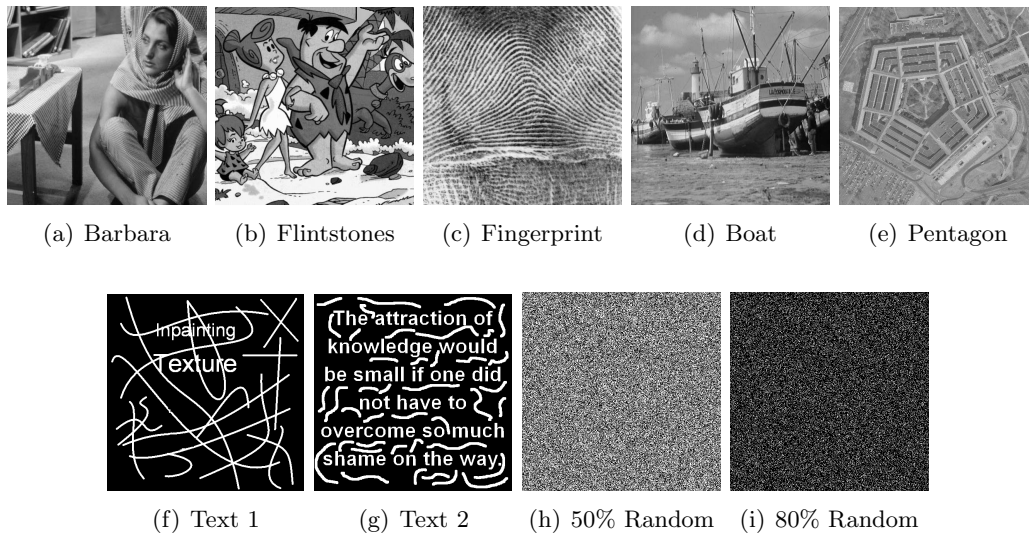 (a) Barbara
(b) Flintstones
(c) Fingerprint
(d) Boat
(e) Pentagon
Inpainting
Texture
The attraction of
knowledge would
be small if one did
not have to
overcome so much
shame on the way.
(f) Text 1
(g) Text 2
(h) 50% Random
(i) 80% Random